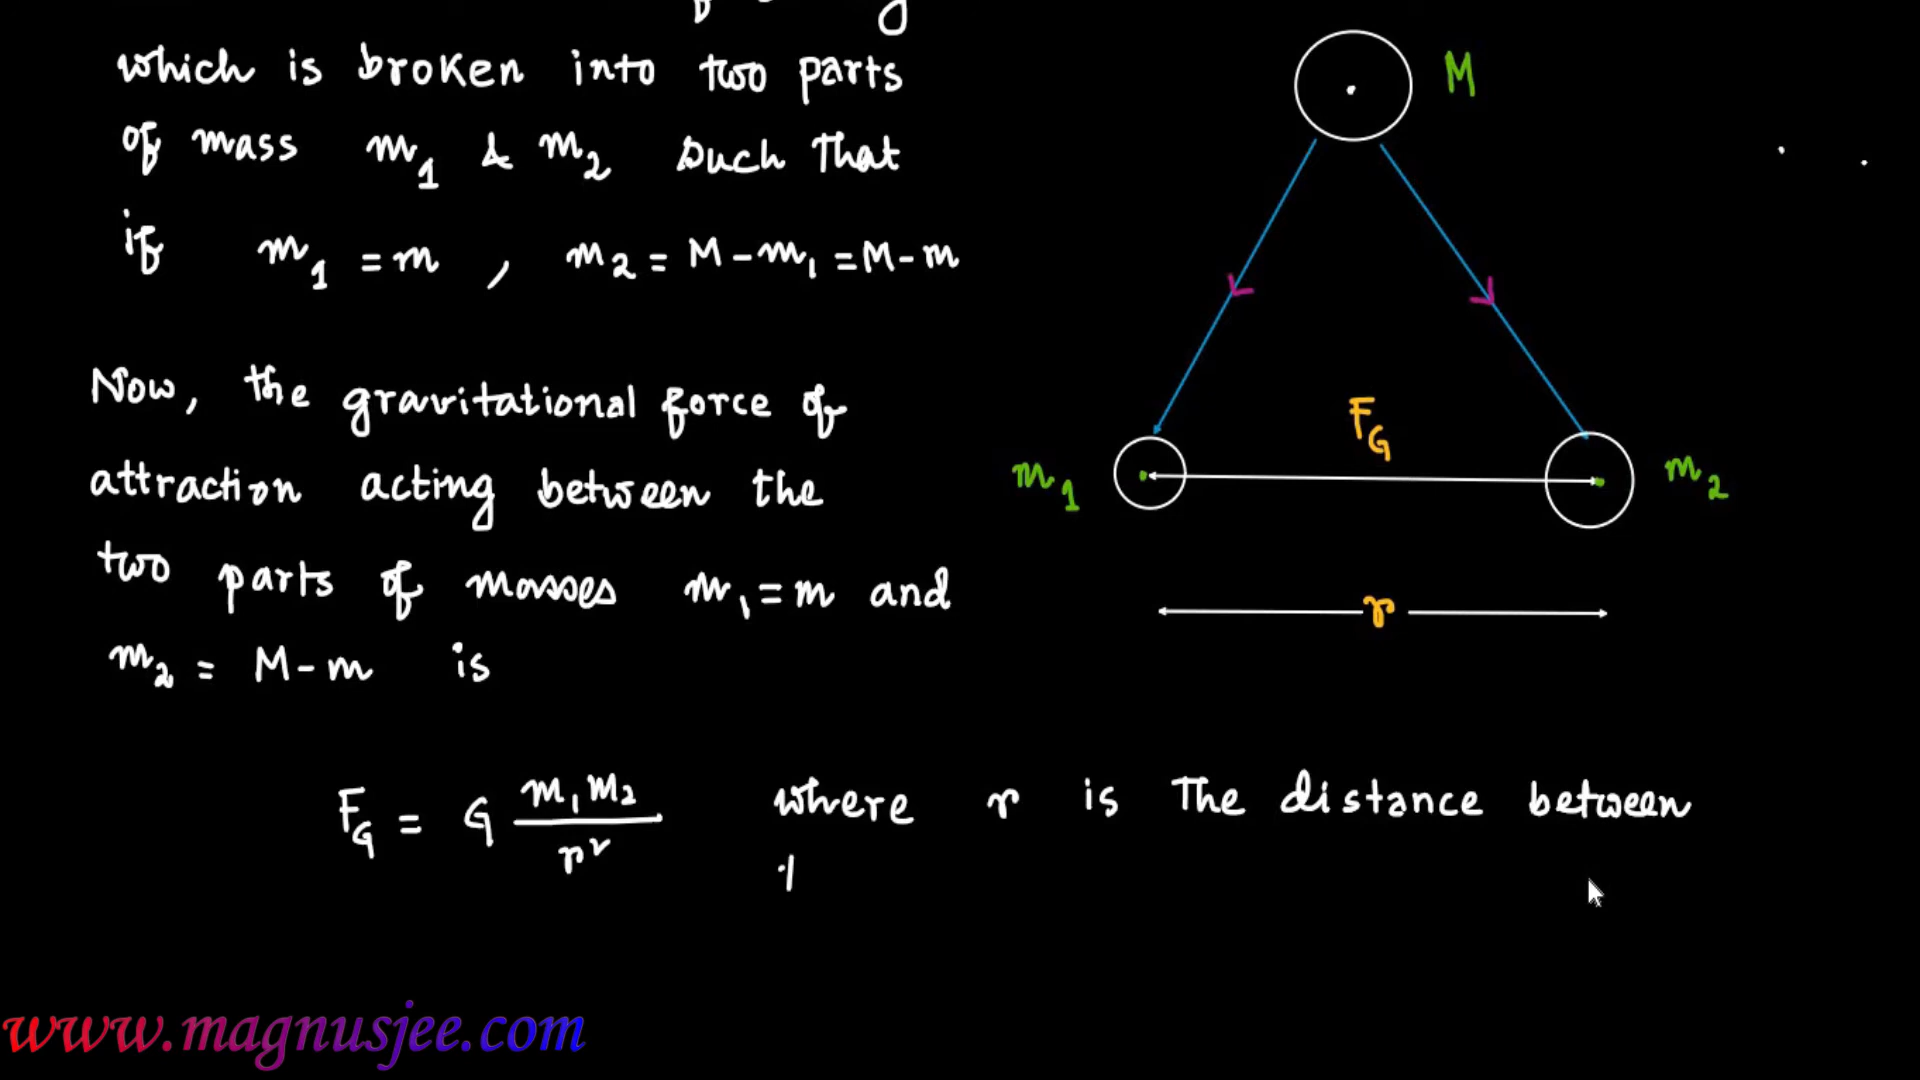 which is broken into two parts
of mass m₁ & m₂ such that
if m₁ = m , m₂ = M - m₁ = M - m
Now, the gravitational force of
attraction acting between the
two parts of masses m₁ = m and
m₂ = M - m is
F_G = G m₁m₂ / r² where r is the distance between
M
F_G
m₁ m₂
r
www.magnusjee.com